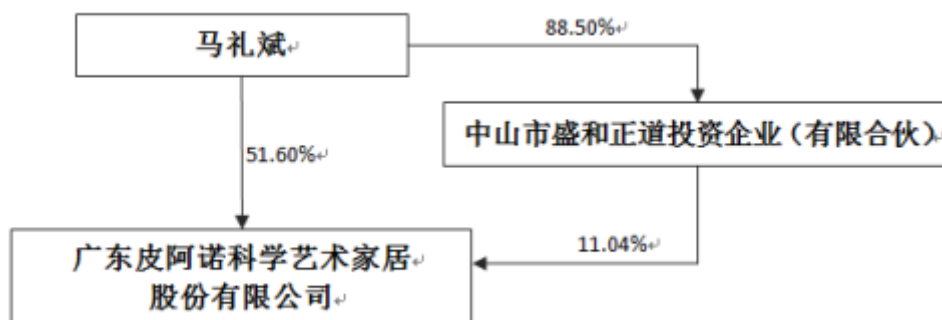 马礼斌
88.50%
中山市盛和正道投资企业（有限合伙）
51.60%
11.04%
广东皮阿诺科学艺术家居
股份有限公司